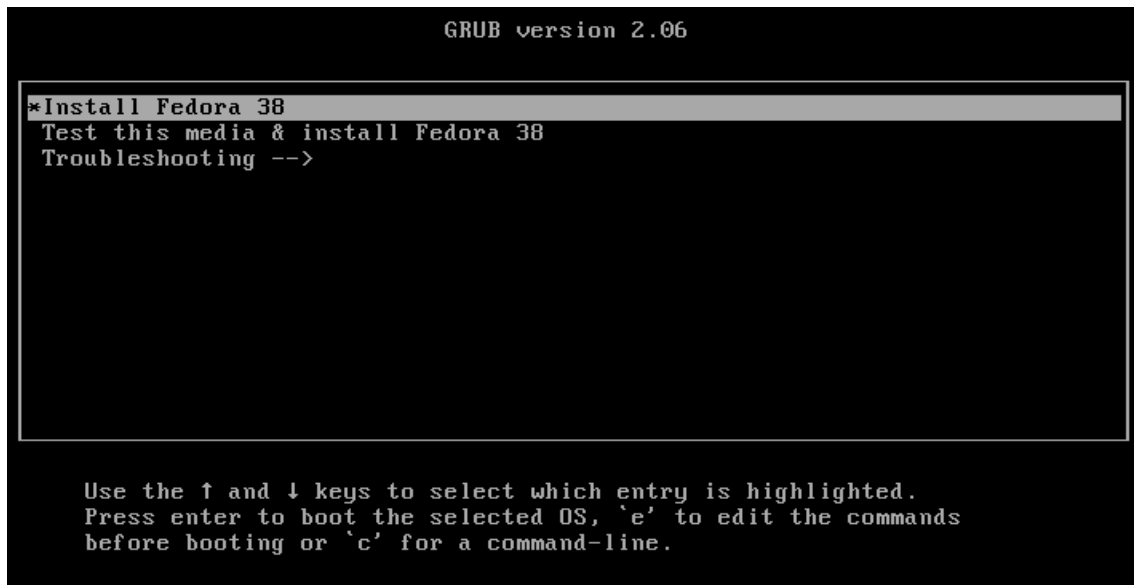 GRUB version 2.06
*Install Fedora 38
Test this media & install Fedora 38
Troubleshooting -->
Use the ↑ and ↓ keys to select which entry is highlighted.
Press enter to boot the selected OS, `e' to edit the commands
before booting or `c' for a command-line.